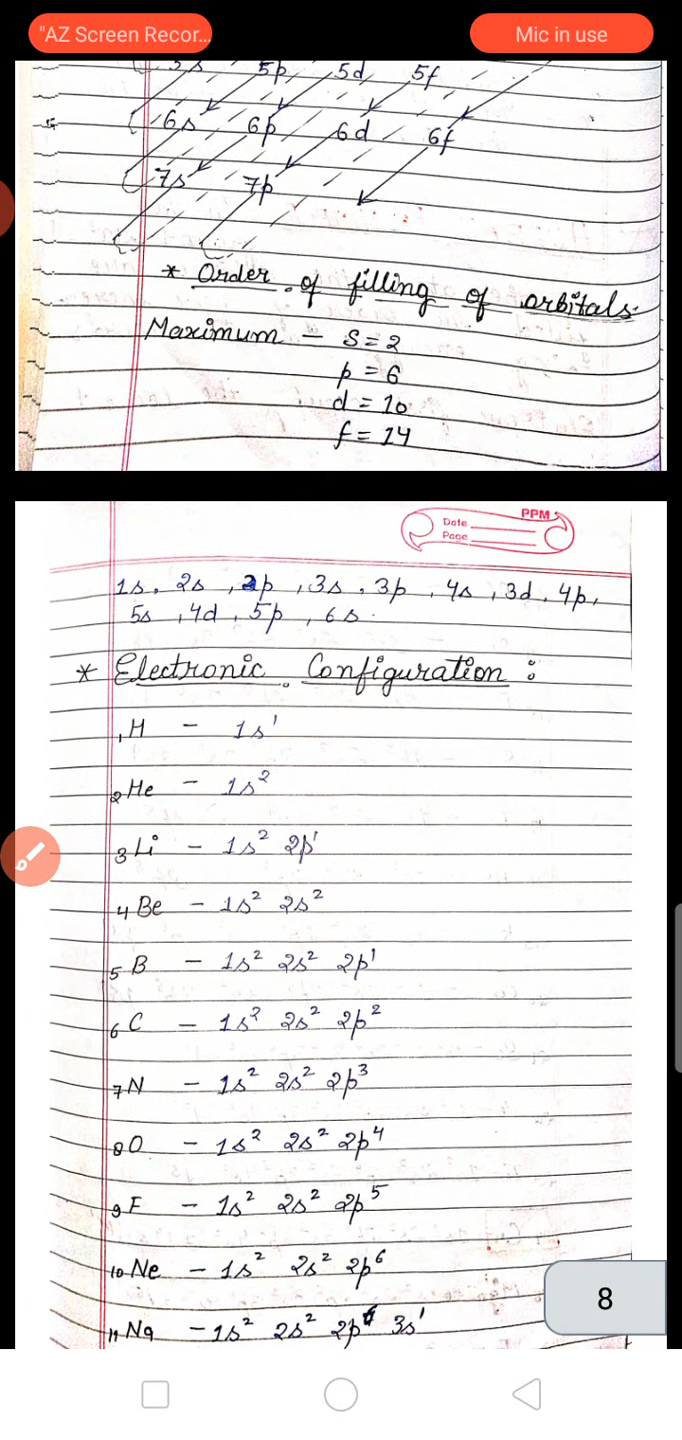 "AZ Screen Recor... Mic in use
5s 5p 5d 5f
6s 6p 6d 6f
7s 7p
* Order of filling of orbitals.
Maximum - s = 2
p = 6
d = 10
f = 14
PPM
Date
Page
1s, 2s, 2p, 3s, 3p, 4s, 3d, 4p,
5s, 4d, 5p, 6s.
* Electronic Configuration :
₁H - 1s¹
₂He - 1s²
₃Li - 1s² 2p¹
₄Be - 1s² 2s²
₅B - 1s² 2s² 2p¹
₆C - 1s² 2s² 2p²
₇N - 1s² 2s² 2p³
₈O - 1s² 2s² 2p⁴
₉F - 1s² 2s² 2p⁵
₁₀Ne - 1s² 2s² 2p⁶
8
₁₁Na - 1s² 2s² 2p⁶ 3s¹